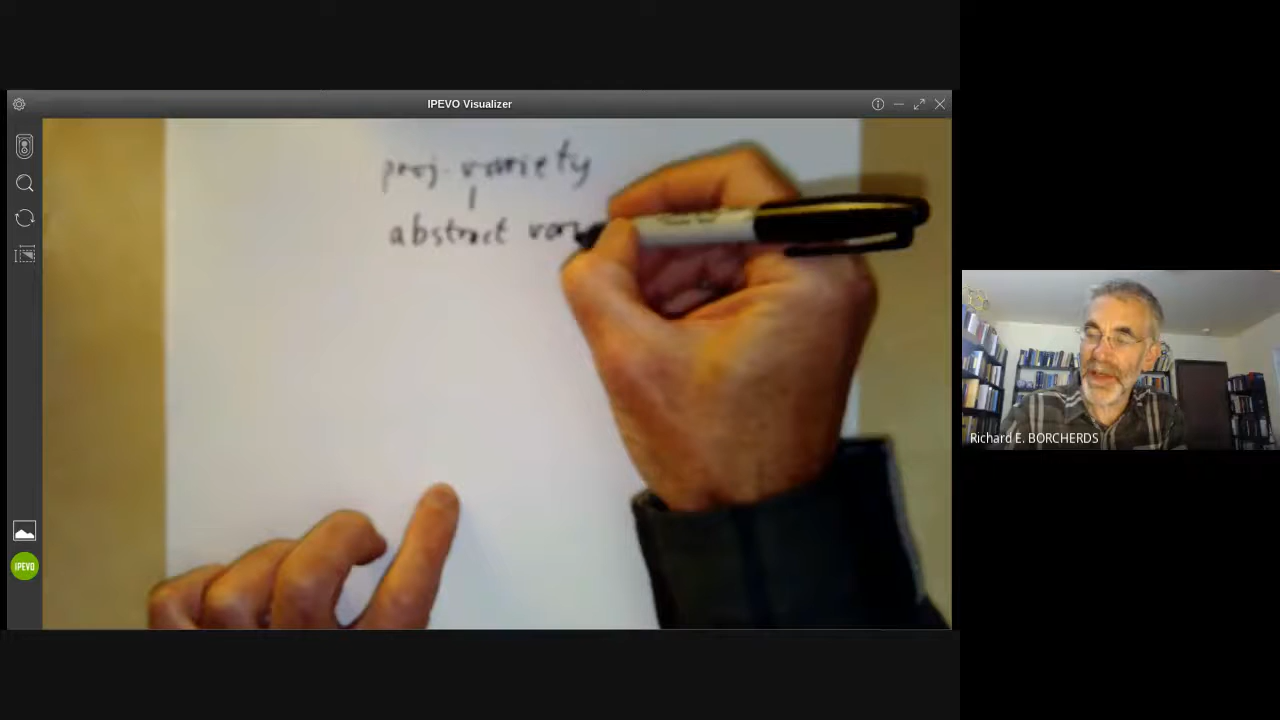 IPEVO Visualizer
proj. variety
abstract var
IPEVO
Richard E. BORCHERDS